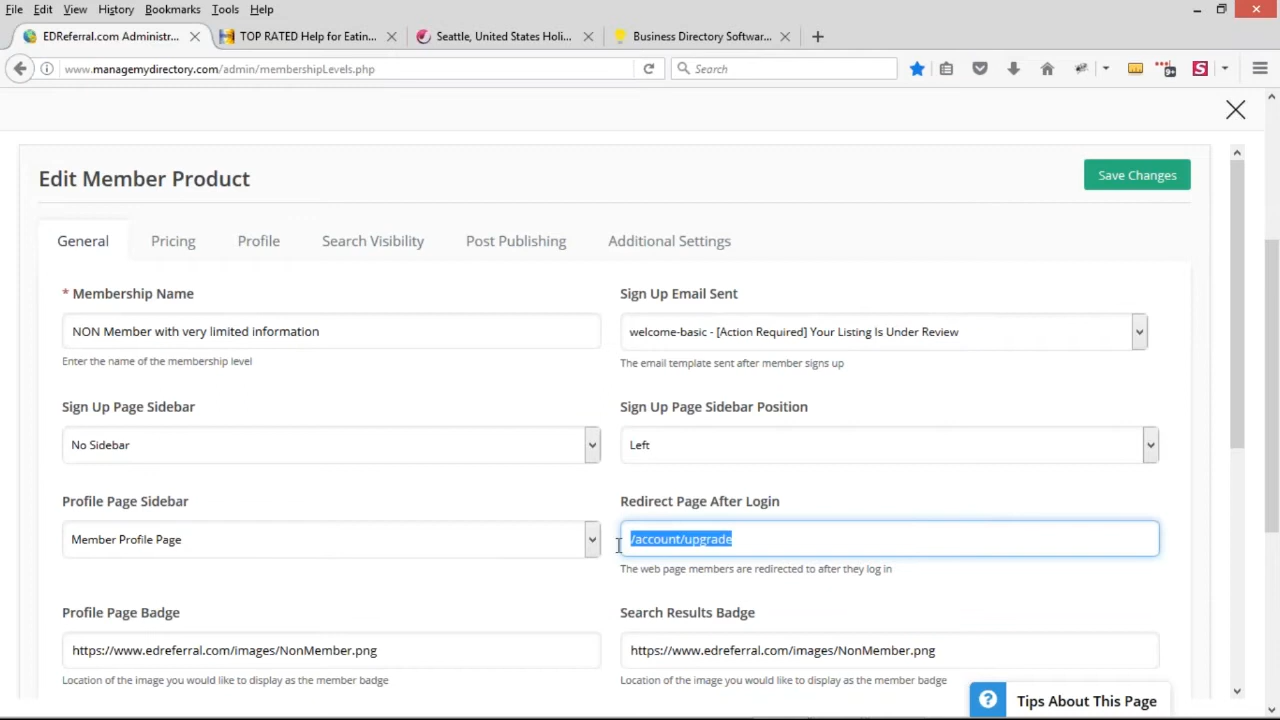 File Edit View History Bookmarks Tools Help
EDReferral.com Administr... TOP RATED Help for Eatin... Seattle, United States Holi... Business Directory Softwar...
www.managemydirectory.com/admin/membershipLevels.php Search
Edit Member Product
Save Changes
General Pricing Profile Search Visibility Post Publishing Additional Settings
* Membership Name
Sign Up Email Sent
NON Member with very limited information
welcome-basic - [Action Required] Your Listing Is Under Review
Enter the name of the membership level
The email template sent after member signs up
Sign Up Page Sidebar
Sign Up Page Sidebar Position
No Sidebar
Left
Profile Page Sidebar
Redirect Page After Login
Member Profile Page
/account/upgrade
The web page members are redirected to after they log in
Profile Page Badge
Search Results Badge
https://www.edreferral.com/images/NonMember.png
https://www.edreferral.com/images/NonMember.png
Location of the image you would like to display as the member badge
Location of the image you would like to display as the member badge
? Tips About This Page